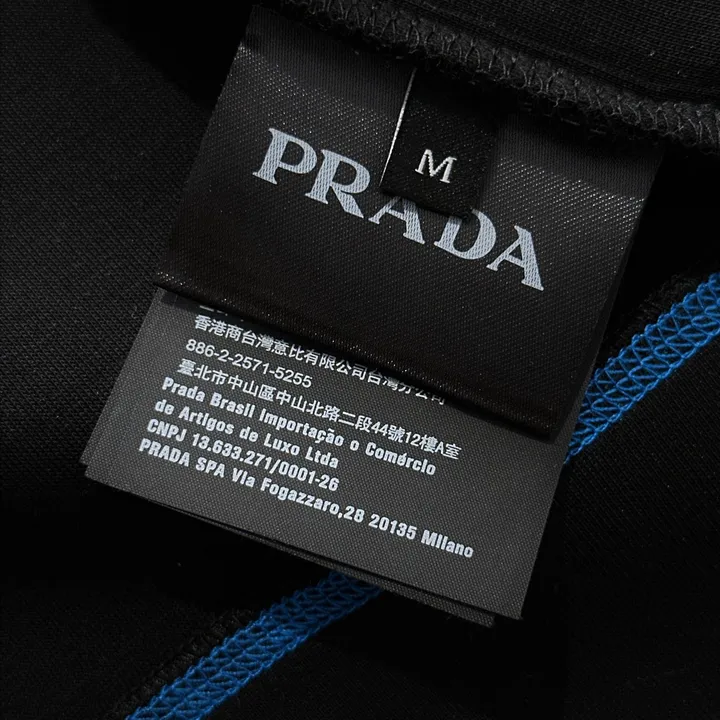 PRADA
M
香港商台灣意比有限公司台灣分公司
886-2-2571-5255
臺北市中山區中山北路二段44號12樓A室
Prada Brasil Importação o Comércio
de Artigos de Luxo Ltda
CNPJ 13.633.271/0001-26
PRADA SPA Via Fogazzaro,28 20135 Milano